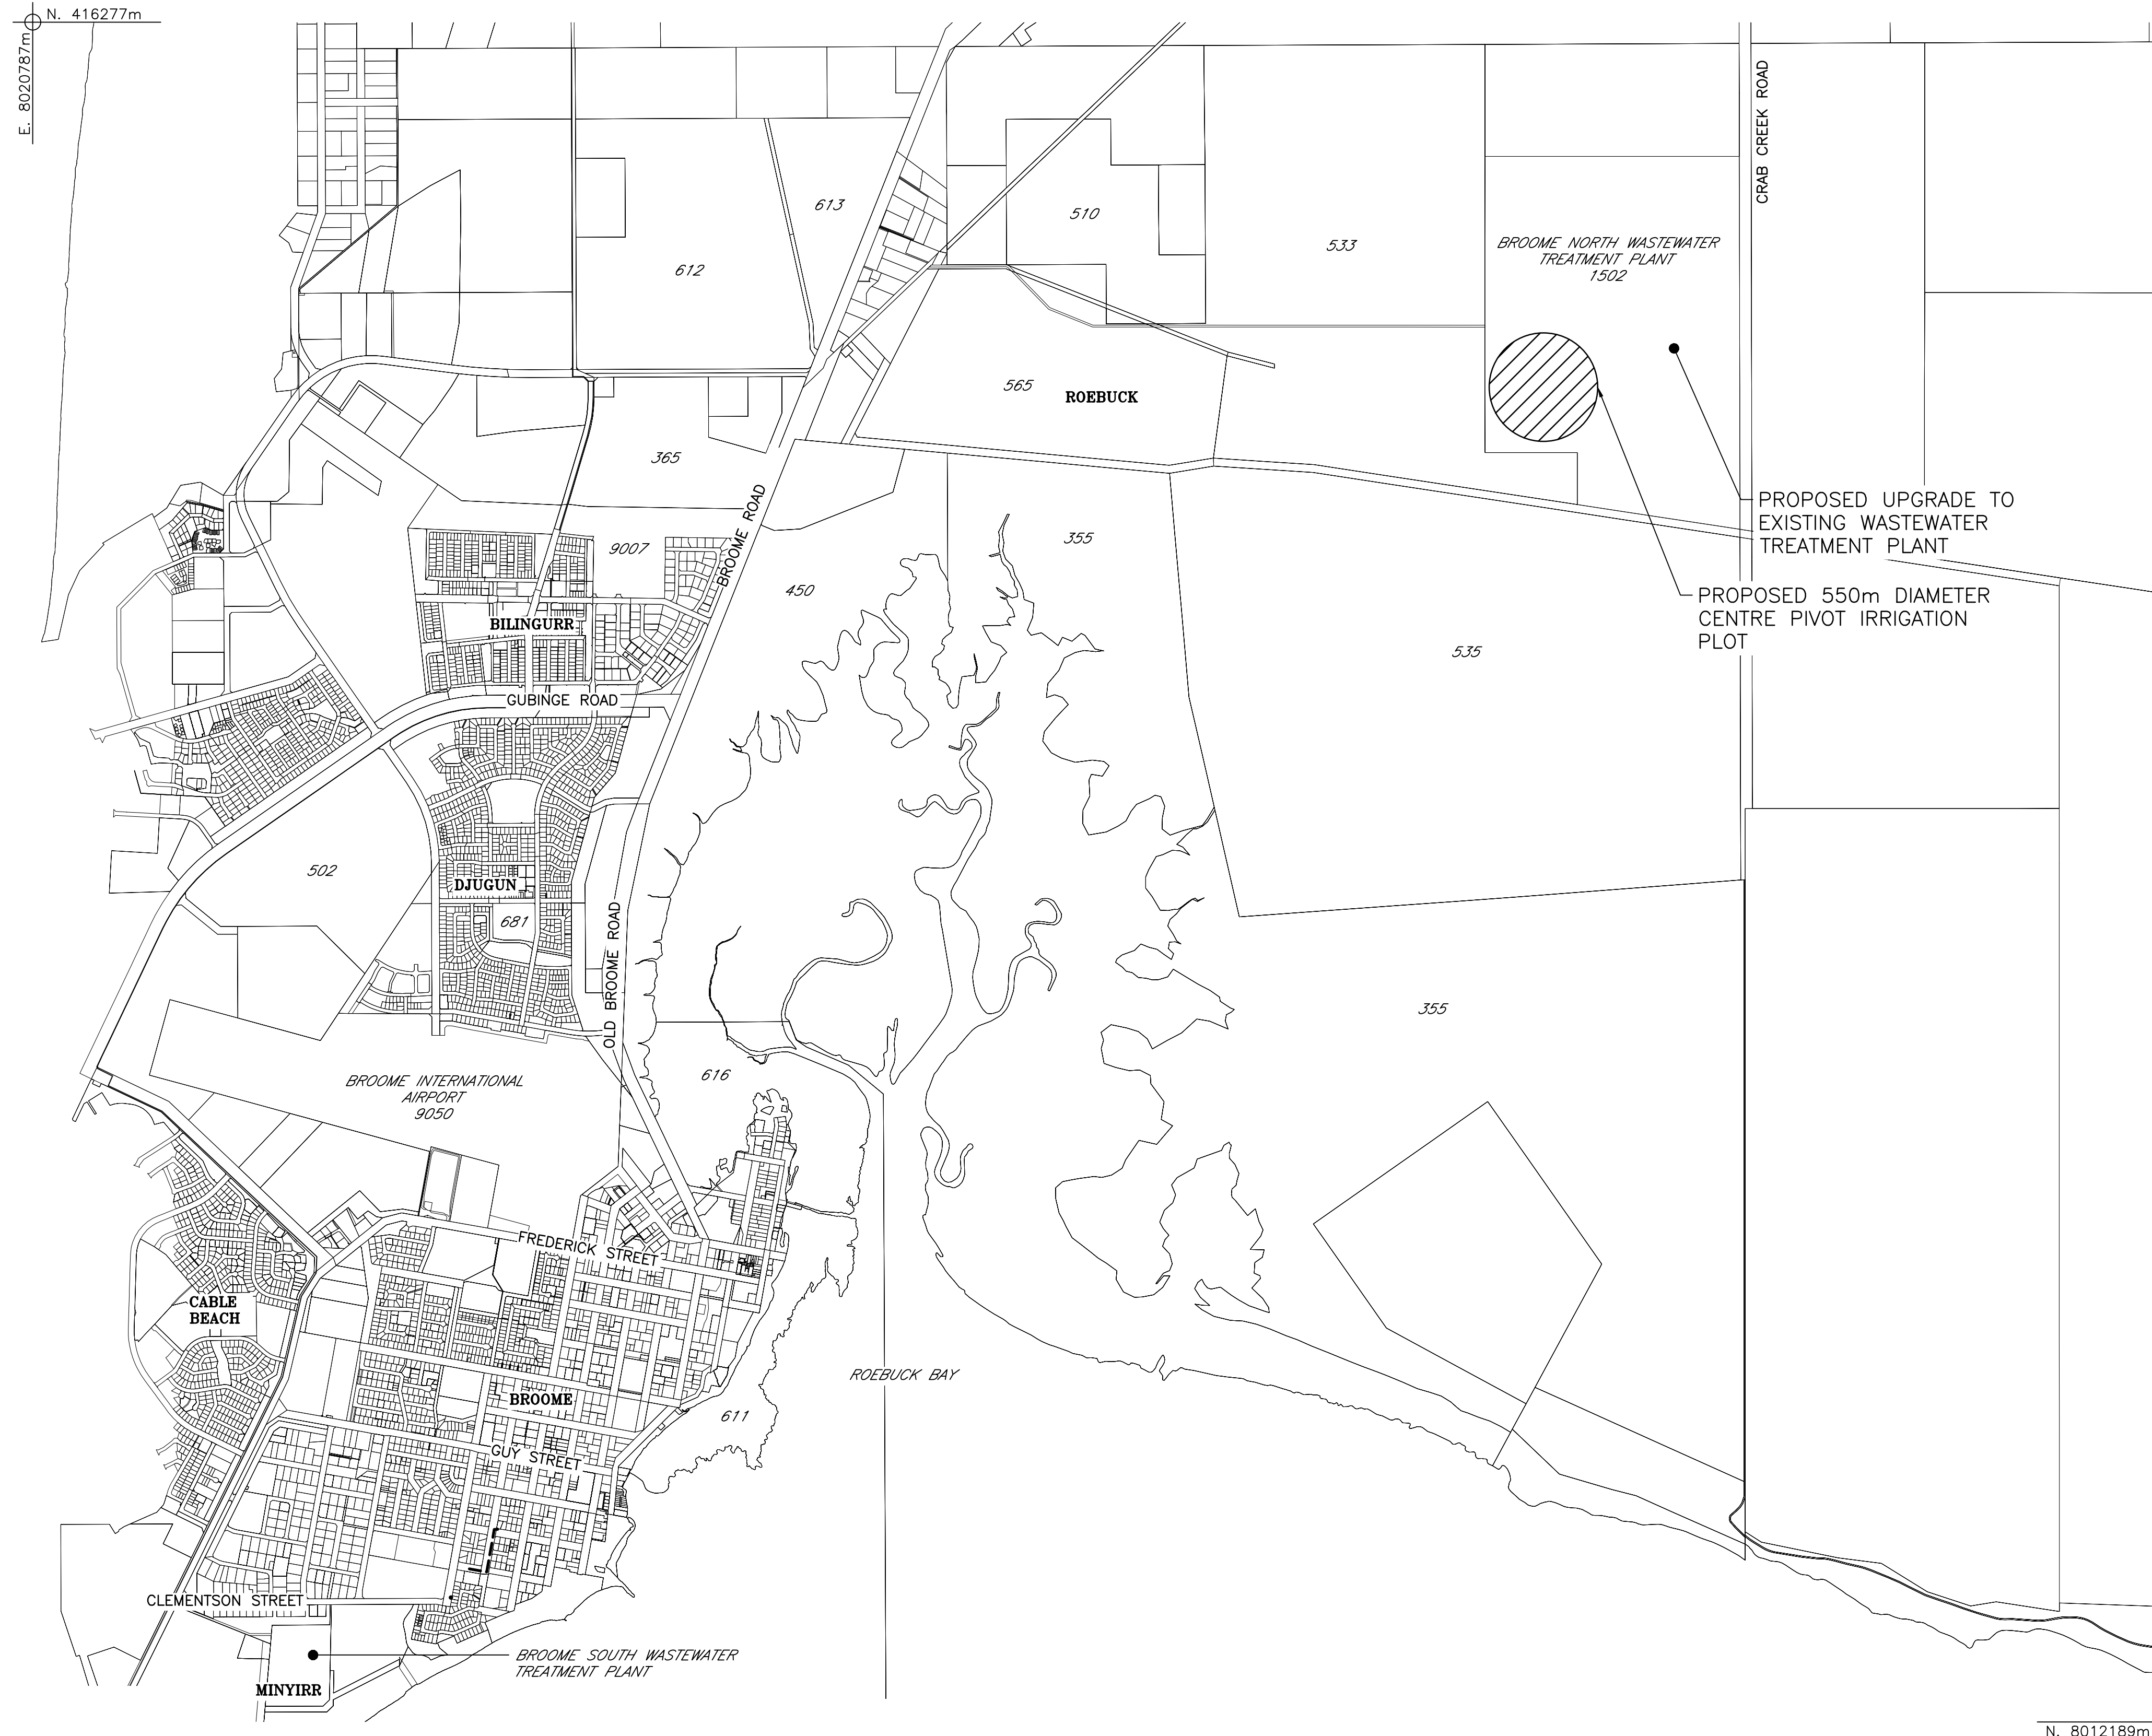 N. 416277m
E. 8020787m
CRAB CREEK ROAD
613
510
533
BROOME NORTH WASTEWATER
TREATMENT PLANT
1502
612
565
ROEBUCK
365
BROOME ROAD
PROPOSED UPGRADE TO
EXISTING WASTEWATER
TREATMENT PLANT
9007
355
450
PROPOSED 550m DIAMETER
CENTRE PIVOT IRRIGATION
PLOT
BILINGURR
535
GUBINGE ROAD
502
DJUGUN
681
OLD BROOME ROAD
355
616
BROOME INTERNATIONAL
AIRPORT
9050
FREDERICK STREET
CABLE
BEACH
ROEBUCK BAY
BROOME
611
GUY STREET
CLEMENTSON STREET
BROOME SOUTH WASTEWATER
TREATMENT PLANT
MINYIRR
N. 8012189m